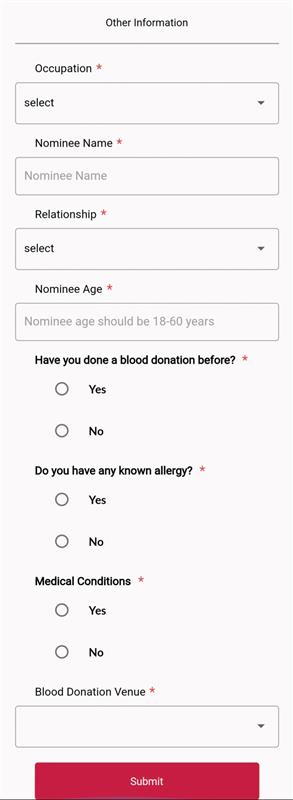 Other Information
Occupation *
select
Nominee Name *
Nominee Name
Relationship *
select
Nominee Age *
Nominee age should be 18-60 years
Have you done a blood donation before? *
Yes
No
Do you have any known allergy? *
Yes
No
Medical Conditions *
Yes
No
Blood Donation Venue *
Submit